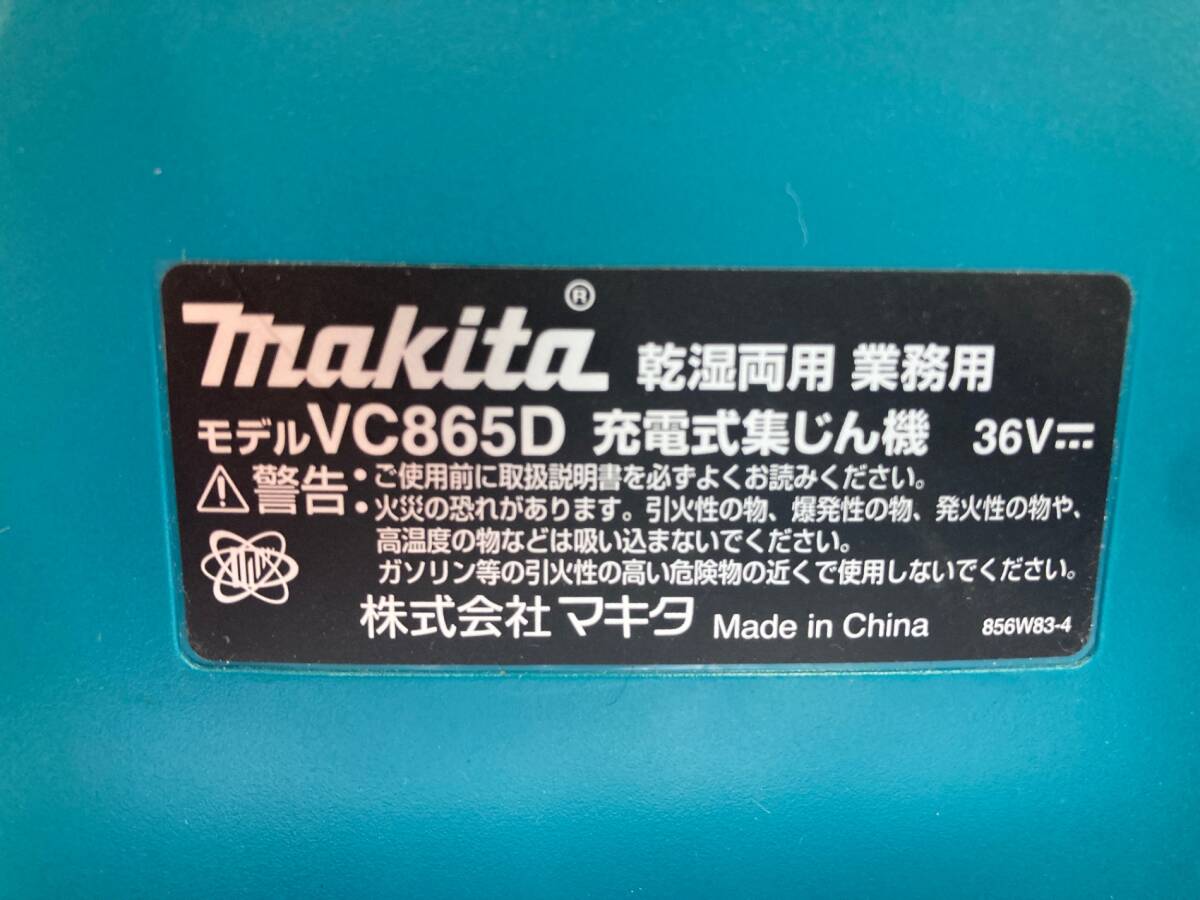 makita® 乾湿両用 業務用
モデル VC865D 充電式集じん機 36V
警告・ご使用前に取扱説明書を必ずよくお読みください。
・火災の恐れがあります。引火性の物、爆発性の物、発火性の物や、
高温度の物などは吸い込まないでください。
ガソリン等の引火性の高い危険物の近くで使用しないでください。
株式会社 マキタ Made in China 856W83-4